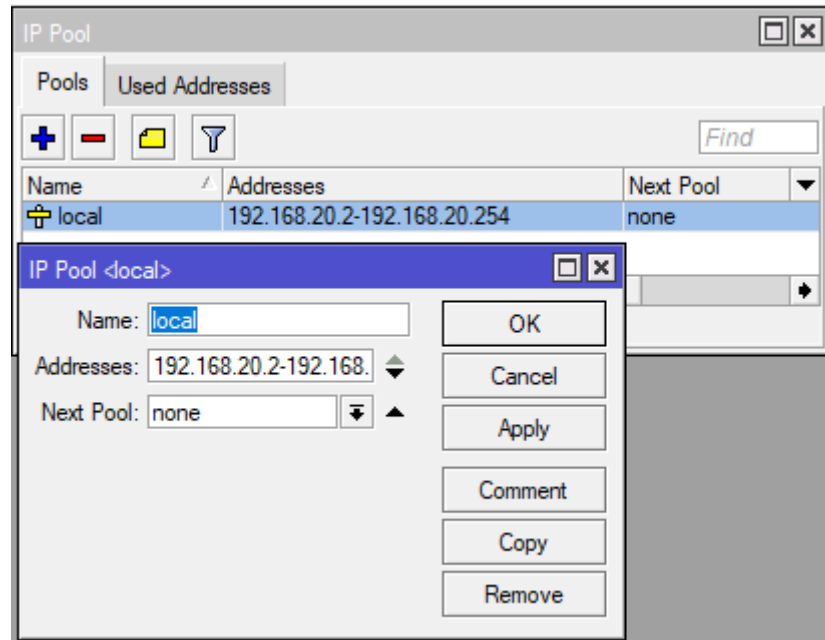 IP Pool
Pools Used Addresses
Find
Name Addresses Next Pool
local 192.168.20.2-192.168.20.254 none
IP Pool <local>
Name: local OK
Addresses: 192.168.20.2-192.168. Cancel
Next Pool: none Apply
Comment
Copy
Remove